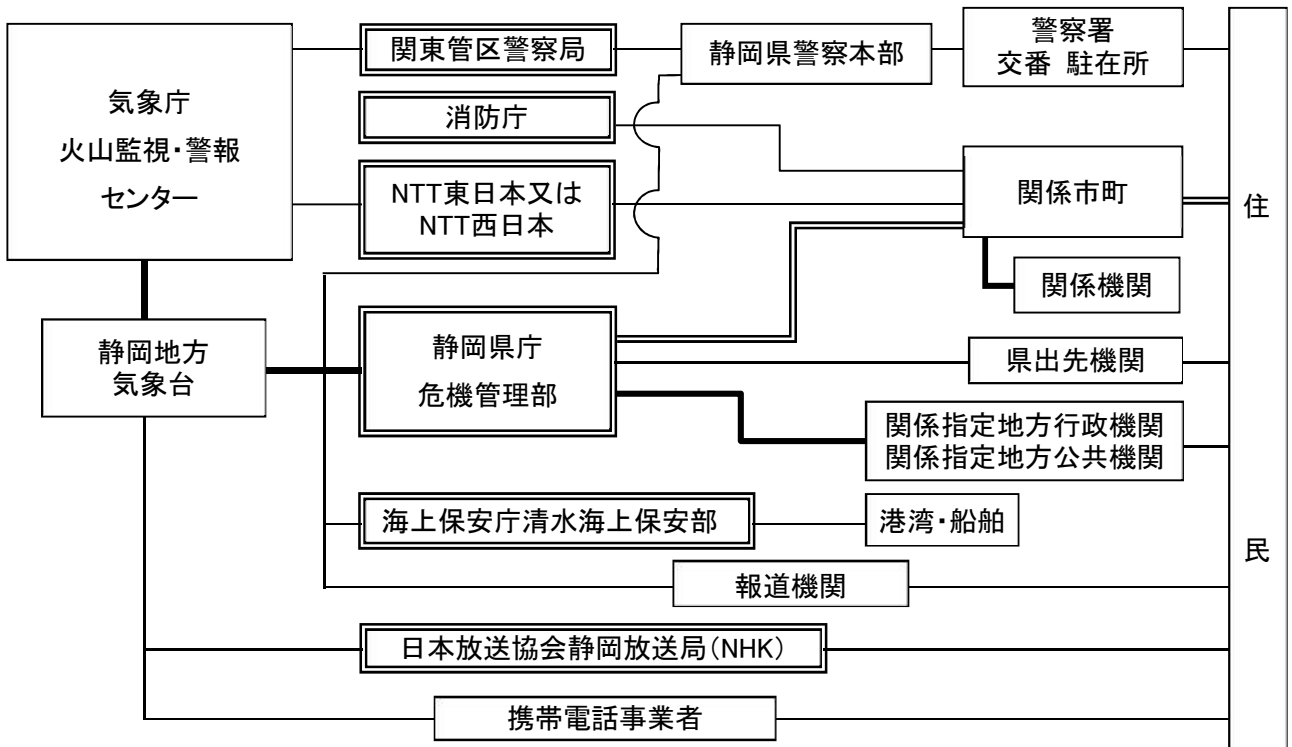 気象庁
火山監視・警報
センター
静岡地方
気象台
関東管区警察局
消防庁
NTT東日本又は
NTT西日本
静岡県庁
危機管理部
海上保安庁清水海上保安部
報道機関
日本放送協会静岡放送局(NHK)
携帯電話事業者
静岡県警察本部
警察署
交番 駐在所
関係市町
関係機関
県出先機関
関係指定地方行政機関
関係指定地方公共機関
港湾・船舶
住
民